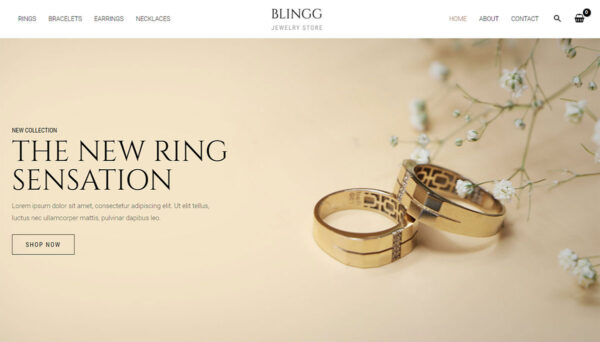 RINGS BRACELETS EARRINGS NECKLACES
BLINGG
JEWELRY STORE
HOME ABOUT CONTACT
0
NEW COLLECTION
THE NEW RING
SENSATION
Lorem ipsum dolor sit amet, consectetur adipiscing elit. Ut elit tellus,
luctus nec ullamcorper mattis, pulvinar dapibus leo.
SHOP NOW